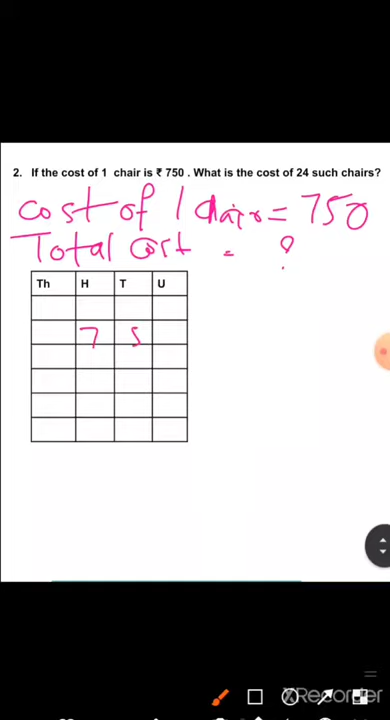 2. If the cost of 1 chair is ₹ 750 . What is the cost of 24 such chairs?
Cost of 1 chair = 750
Total cost = ?
Th H T U
7 5
XRecorder